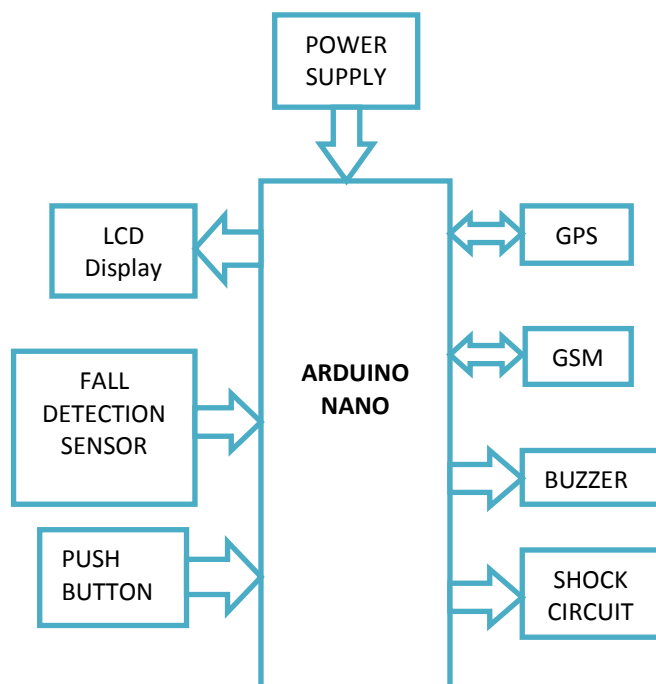 POWER
SUPPLY
LCD
Display
GPS
FALL
DETECTION
SENSOR
ARDUINO
NANO
GSM
BUZZER
PUSH
BUTTON
SHOCK
CIRCUIT